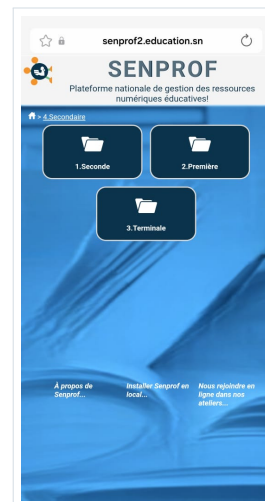 senprof2.education.sn
SENPROF
Plateforme nationale de gestion des ressources
numériques éducatives!
> 4.Secondaire
1.Seconde
2.Première
3.Terminale
À propos de
Senprof...
Installer Senprof en
local...
Nous rejoindre en
ligne dans nos
ateliers...